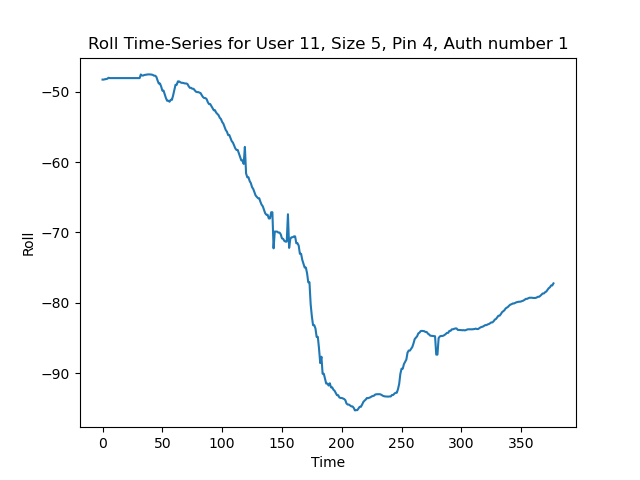 Roll Time-Series for User 11, Size 5, Pin 4, Auth number 1
−50
−60
−70
−80
−90
Roll
0 50 100 150 200 250 300 350
Time